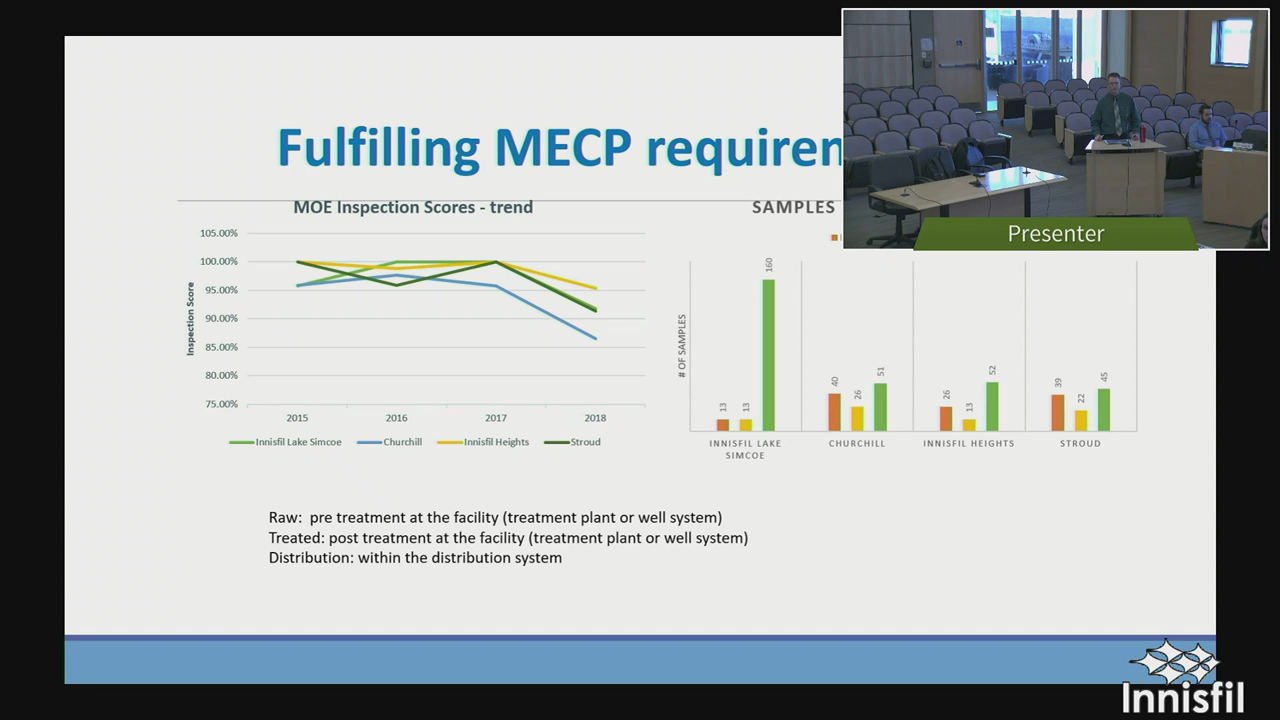 Fulfilling MECP
MOE Inspection Scores - trend
105.00%
100.00%
95.00%
90.00%
85.00%
80.00%
75.00%
Inspection Score
2015 2016 2017 2018
Innisfil Lake Simcoe Churchill Innisfil Heights Stroud
SAMPLES
# OF SAMPLES
13 13 160
40 26 51
26 13 52
39 22 45
INNISFIL LAKE SIMCOE
CHURCHILL
INNISFIL HEIGHTS
STROUD
Raw: pre treatment at the facility (treatment plant or well system)
Treated: post treatment at the facility (treatment plant or well system)
Distribution: within the distribution system
Presenter
Innisfil